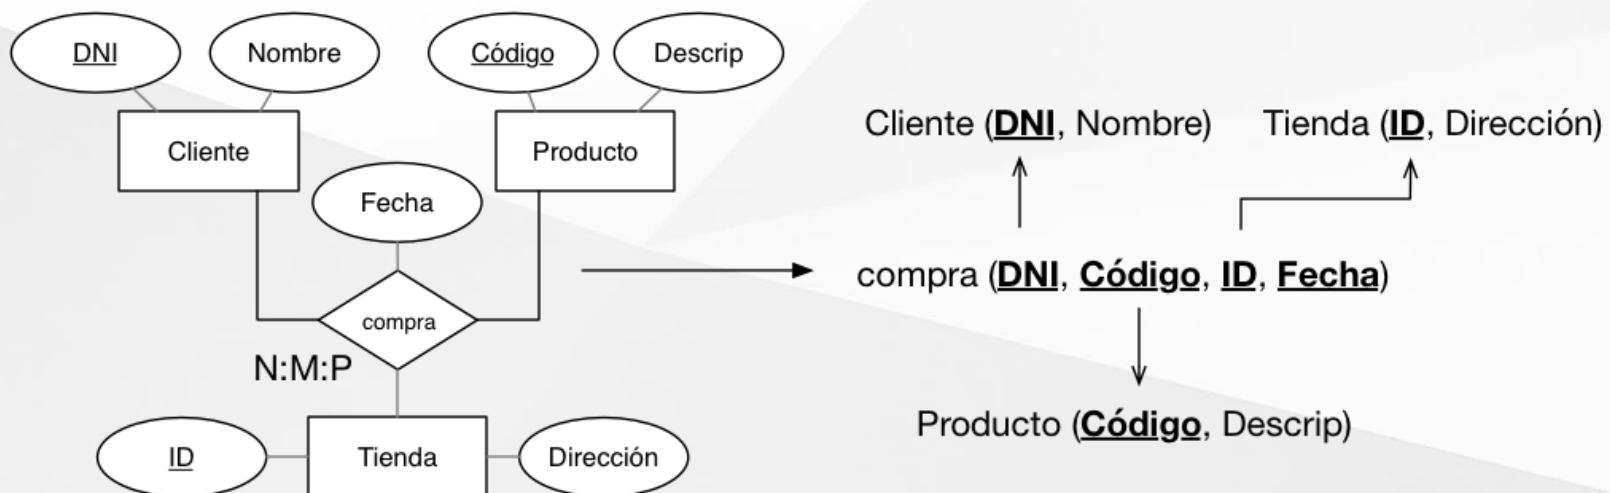 DNI
Nombre
Código
Descrip
Cliente
Producto
Fecha
compra
N:M:P
ID
Tienda
Dirección
Cliente (DNI, Nombre)
Tienda (ID, Dirección)
compra (DNI, Código, ID, Fecha)
Producto (Código, Descrip)